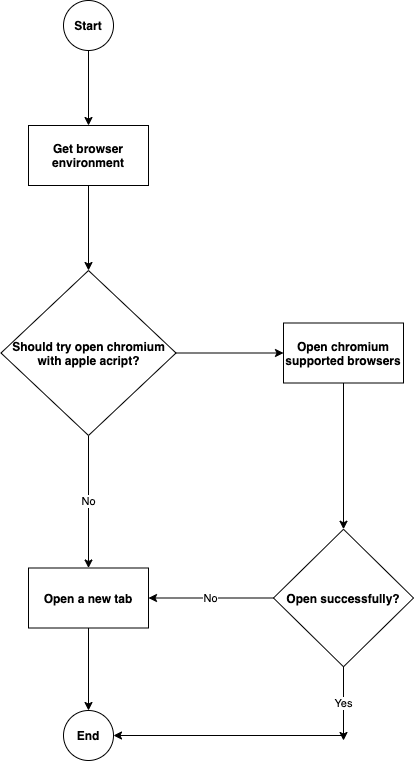 Start
Get browser
environment
Should try open chromium
with apple acript?
Open chromium
supported browsers
No
Open a new tab
No
Open successfully?
Yes
End